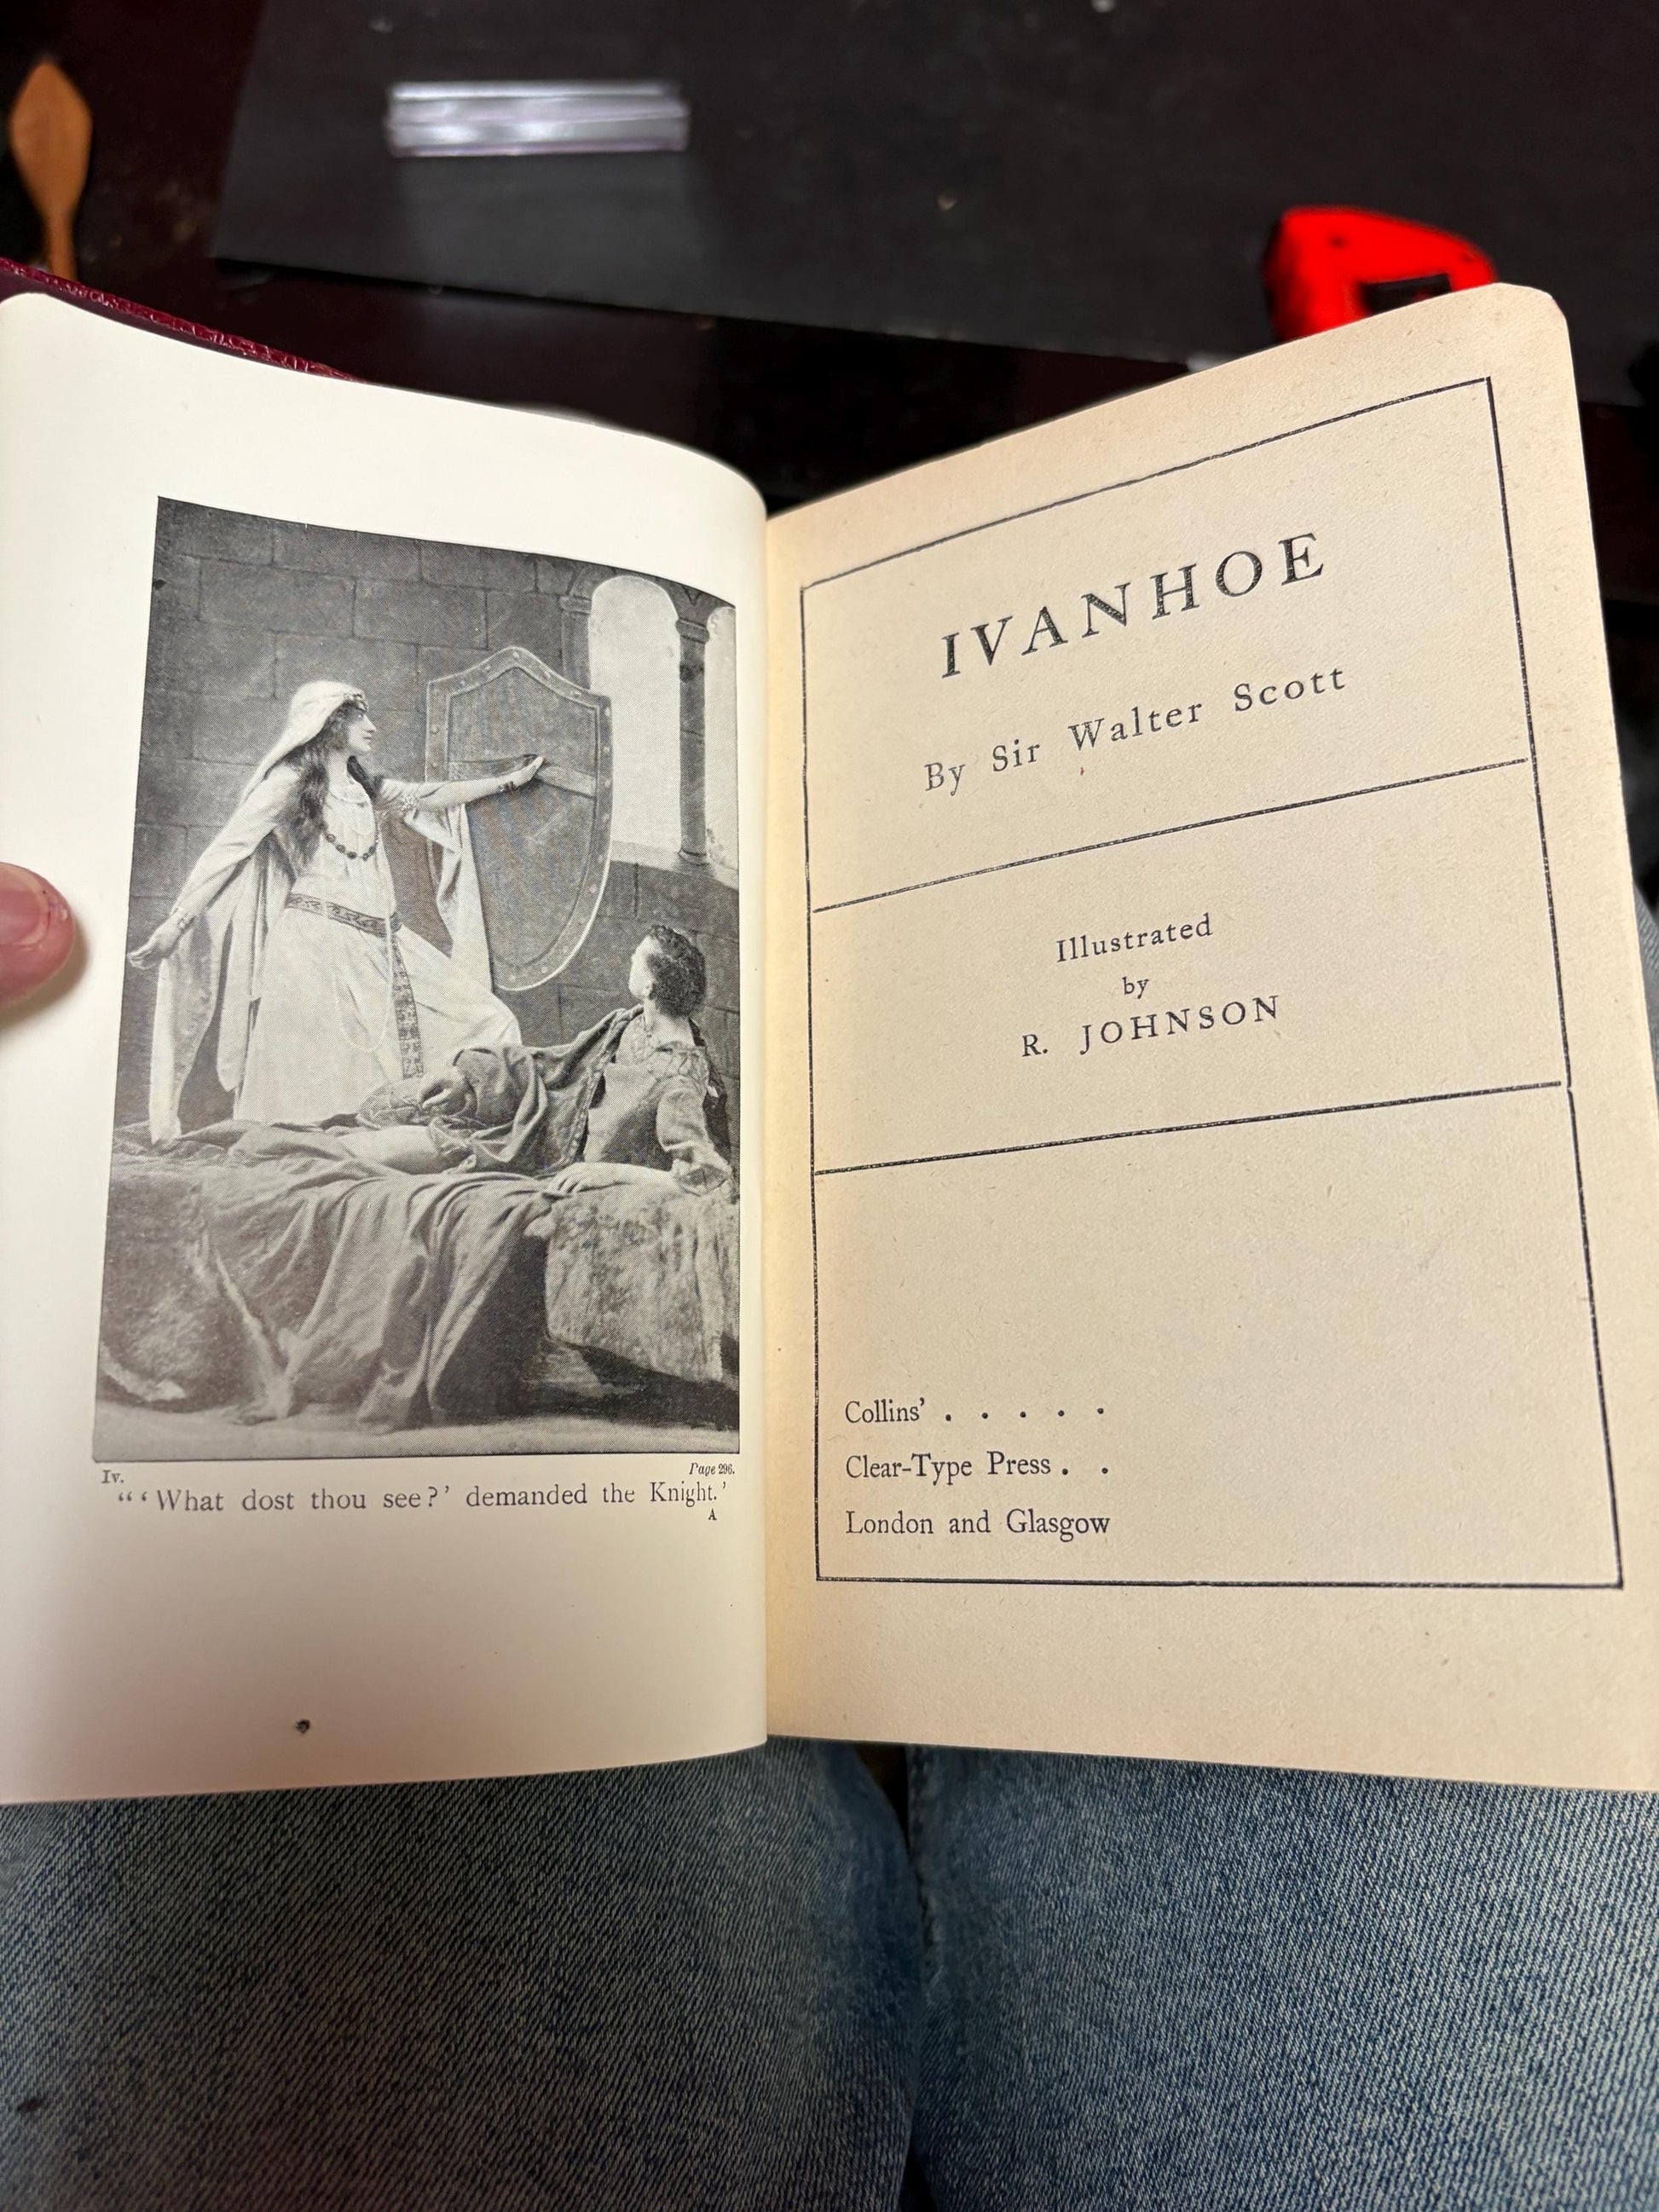 Iv.
Page 296.
“‘What dost thou see?’ demanded the Knight.’
A
IVANHOE
By Sir Walter Scott
Illustrated
by
R. JOHNSON
Collins’ . . . . .
Clear-Type Press . .
London and Glasgow